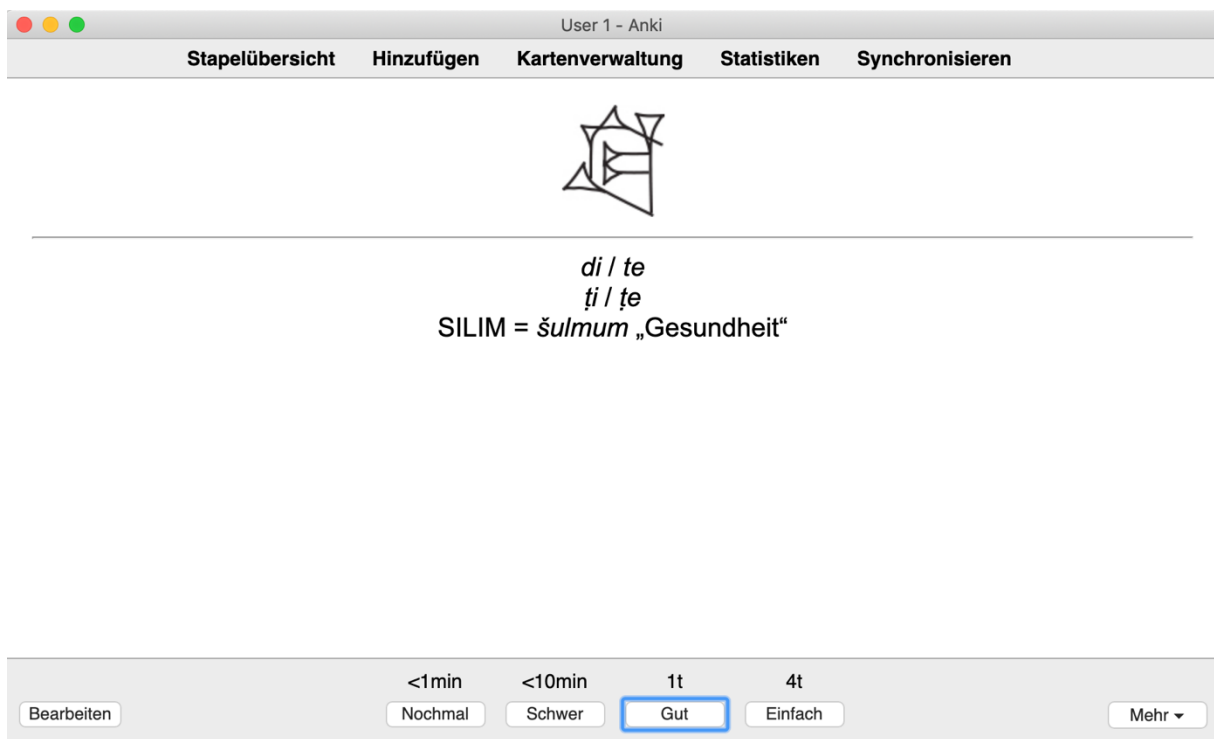 User 1 - Anki
Stapelübersicht Hinzufügen Kartenverwaltung Statistiken Synchronisieren
di / te
ṭi / ṭe
SILIM = šulmum „Gesundheit“
<1min <10min 1t 4t
Bearbeiten Nochmal Schwer Gut Einfach Mehr